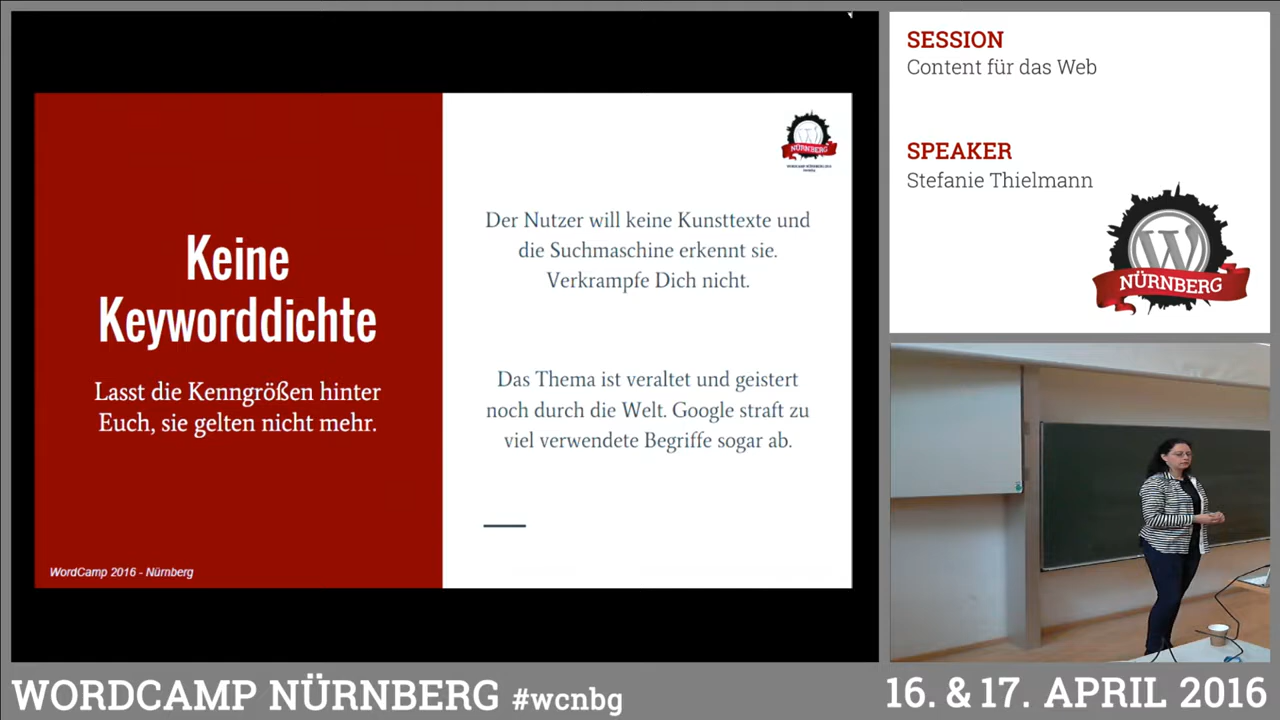 Keine
Keyworddichte
Lasst die Kenngrößen hinter
Euch, sie gelten nicht mehr.
WordCamp 2016 - Nürnberg
NÜRNBERG
WORDCAMP NÜRNBERG 2016
Der Nutzer will keine Kunsttexte und
die Suchmaschine erkennt sie.
Verkrampfe Dich nicht.
Das Thema ist veraltet und geistert
noch durch die Welt. Google straft zu
viel verwendete Begriffe sogar ab.
SESSION
Content für das Web
SPEAKER
Stefanie Thielmann
W
NÜRNBERG
WORDCAMP NÜRNBERG #wcnbg
16. & 17. APRIL 2016